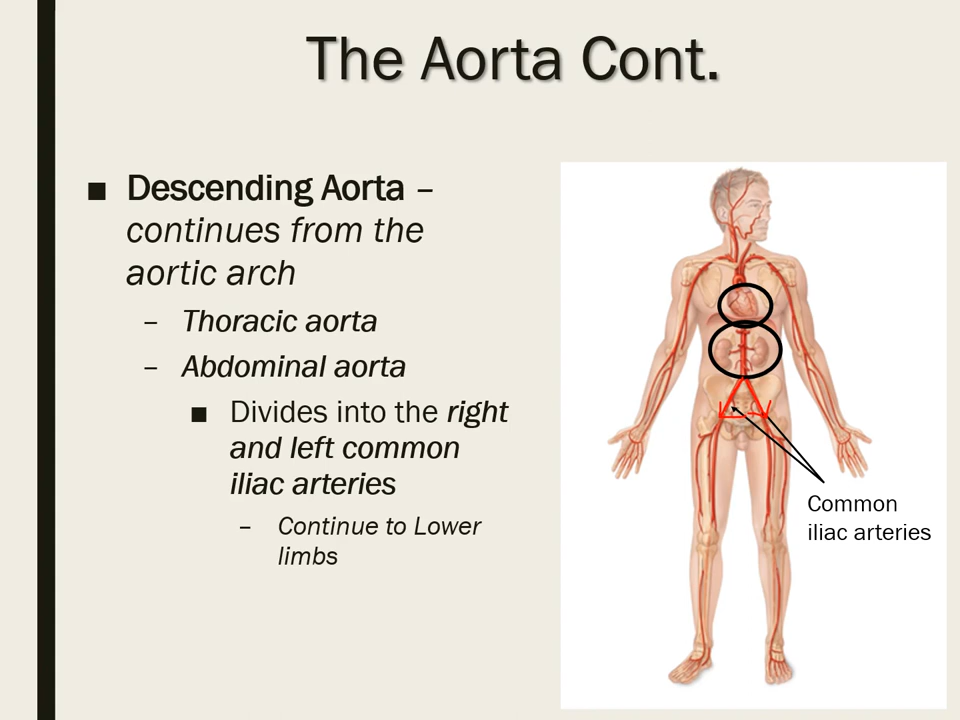 The Aorta Cont.
■ Descending Aorta –
continues from the
aortic arch
– Thoracic aorta
– Abdominal aorta
■ Divides into the right
and left common
iliac arteries
– Continue to Lower
limbs
Common
iliac arteries